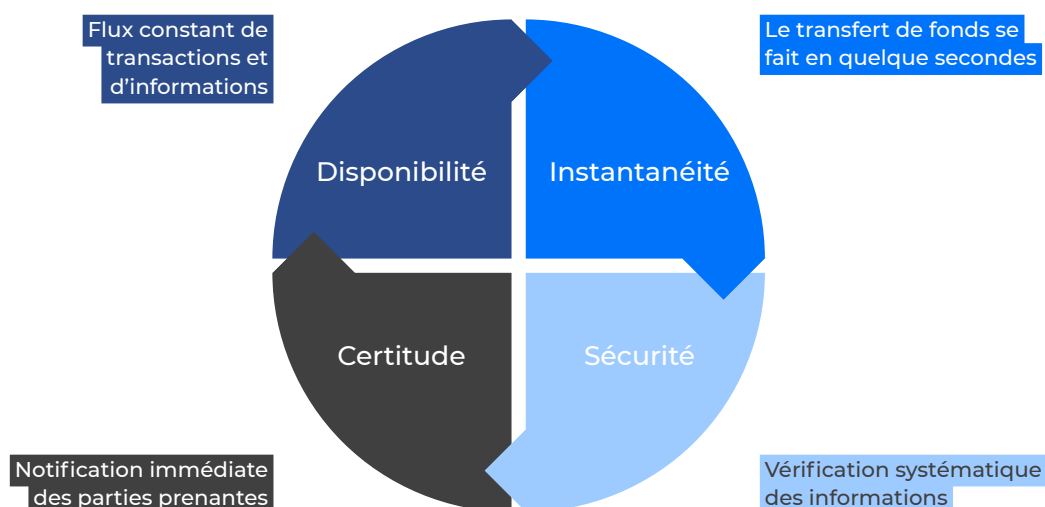 Flux constant de
transactions et
d’informations
Le transfert de fonds se
fait en quelque secondes
Disponibilité
Instantanéité
Certitude
Sécurité
Notification immédiate
des parties prenantes
Vérification systématique
des informations